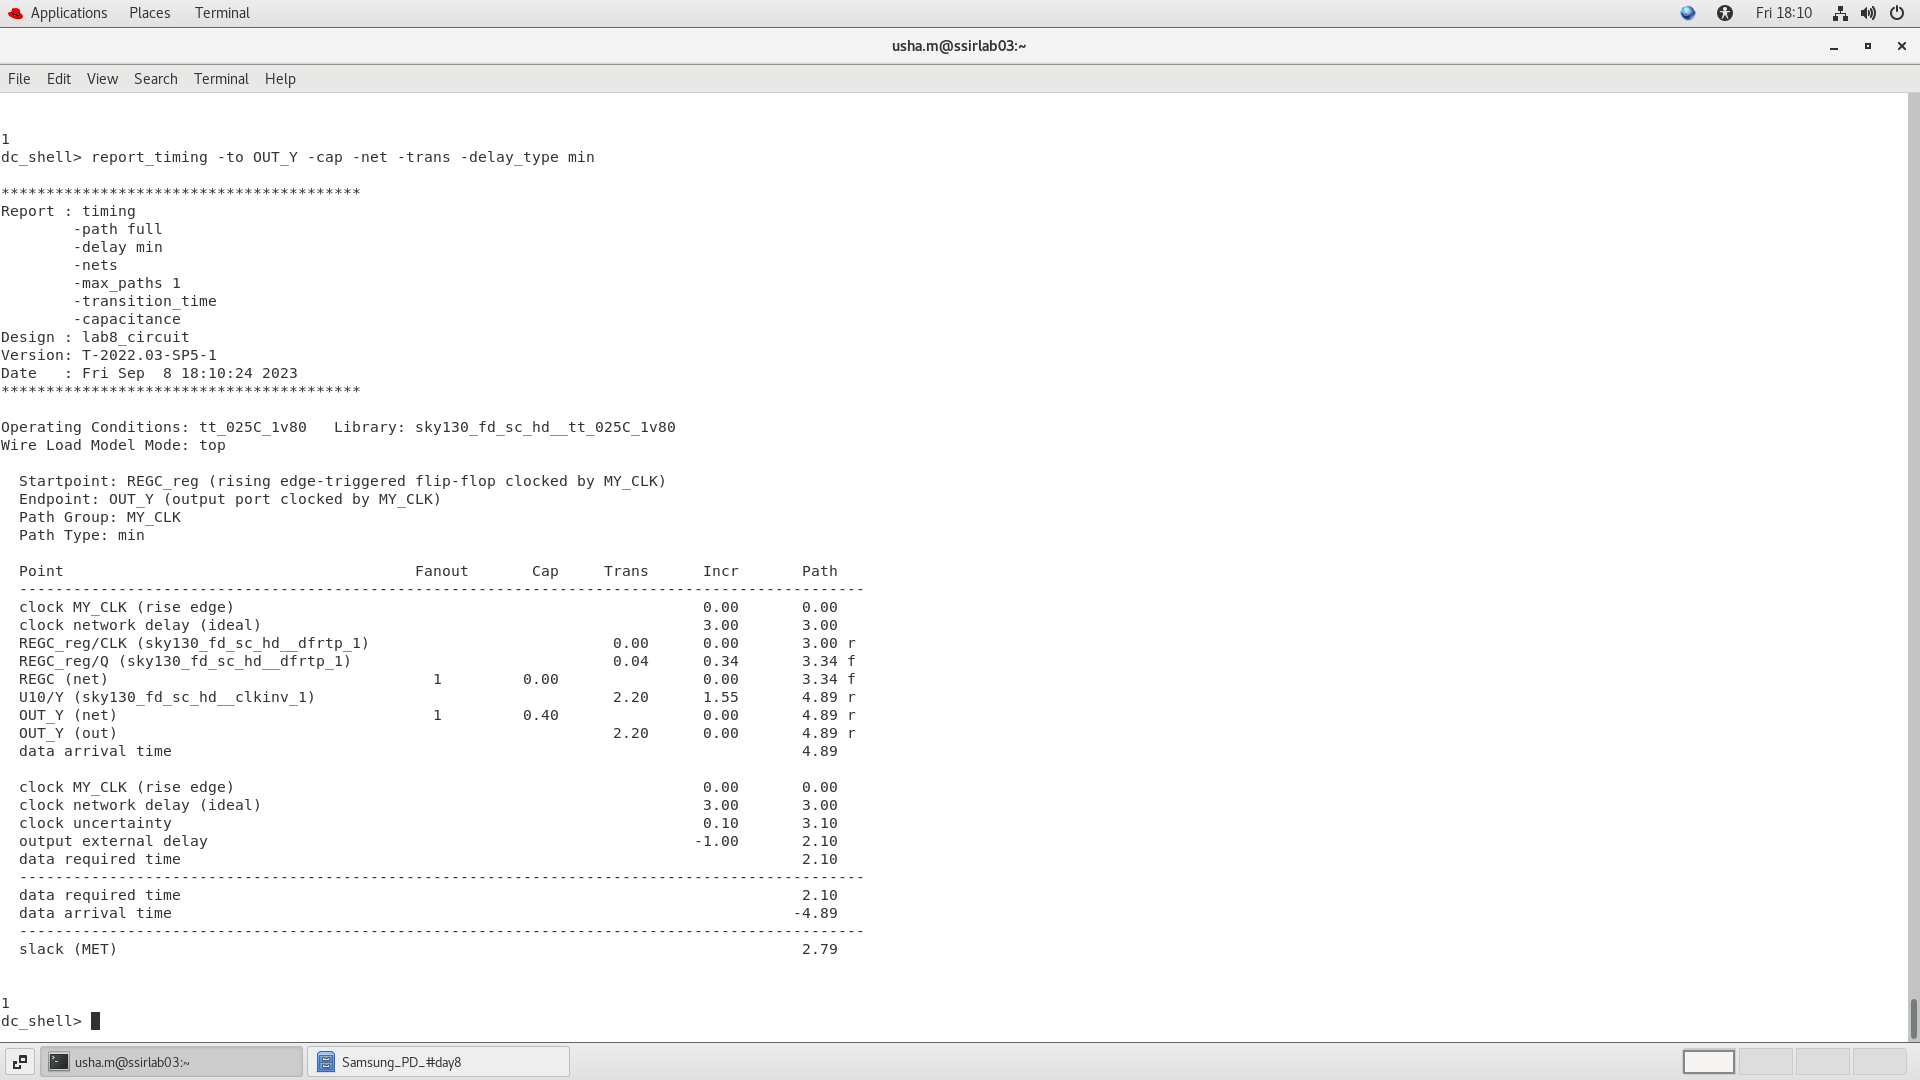 Applications Places Terminal Fri 18:10
usha.m@ssirlab03:~
File Edit View Search Terminal Help
1
dc_shell> report_timing -to OUT_Y -cap -net -trans -delay_type min
****************************************
Report : timing
        -path full
        -delay min
        -nets
        -max_paths 1
        -transition_time
        -capacitance
Design : lab8_circuit
Version: T-2022.03-SP5-1
Date   : Fri Sep  8 18:10:24 2023
****************************************
Operating Conditions: tt_025C_1v80   Library: sky130_fd_sc_hd__tt_025C_1v80
Wire Load Model Mode: top
  Startpoint: REGC_reg (rising edge-triggered flip-flop clocked by MY_CLK)
  Endpoint: OUT_Y (output port clocked by MY_CLK)
  Path Group: MY_CLK
  Path Type: min
  Point                                       Fanout       Cap     Trans      Incr       Path
  ----------------------------------------------------------------------------------------------
  clock MY_CLK (rise edge)                                                    0.00       0.00
  clock network delay (ideal)                                                 3.00       3.00
  REGC_reg/CLK (sky130_fd_sc_hd__dfrtp_1)                           0.00      0.00       3.00 r
  REGC_reg/Q (sky130_fd_sc_hd__dfrtp_1)                             0.04      0.34       3.34 f
  REGC (net)                                    1         0.00                0.00       3.34 f
  U10/Y (sky130_fd_sc_hd__clkinv_1)                                 2.20      1.55       4.89 r
  OUT_Y (net)                                   1         0.40                0.00       4.89 r
  OUT_Y (out)                                                       2.20      0.00       4.89 r
  data arrival time                                                                      4.89
  clock MY_CLK (rise edge)                                                    0.00       0.00
  clock network delay (ideal)                                                 3.00       3.00
  clock uncertainty                                                           0.10       3.10
  output external delay                                                      -1.00       2.10
  data required time                                                                     2.10
  ----------------------------------------------------------------------------------------------
  data required time                                                                     2.10
  data arrival time                                                                     -4.89
  ----------------------------------------------------------------------------------------------
  slack (MET)                                                                            2.79
1
dc_shell>
usha.m@ssirlab03:~ Samsung_PD_#day8